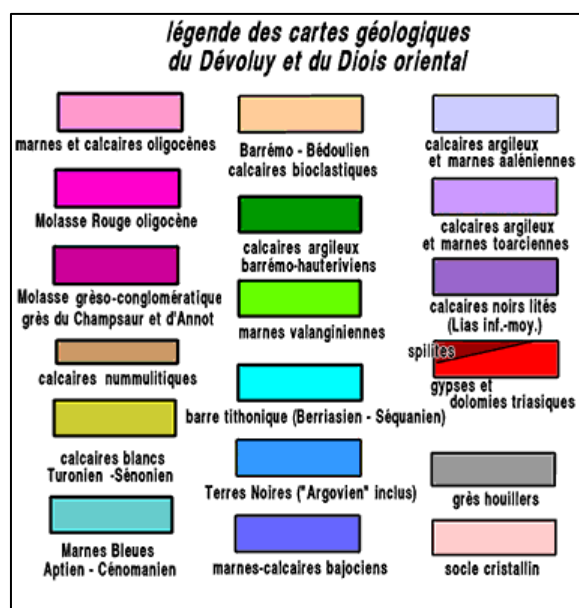 légende des cartes géologiques
du Dévoluy et du Diois oriental
marnes et calcaires oligocènes
Molasse Rouge oligocène
Molasse grèso-conglomératique
grès du Champsaur et d'Annot
calcaires nummulitiques
calcaires blancs
Turonien -Sénonien
Marnes Bleues
Aptien - Cénomanien
Barrémo - Bédoulien
calcaires bioclastiques
calcaires argileux
barrémo-hauteriviens
marnes valanginiennes
barre tithonique (Berriasien - Séquanien)
Terres Noires ("Argovien" inclus)
marnes-calcaires bajociens
calcaires argileux
et marnes aaléniennes
calcaires argileux
et marnes toarciennes
calcaires noirs lités
(Lias inf.-moy.)
spilites
gypses et
dolomies triasiques
grès houillers
socle cristallin